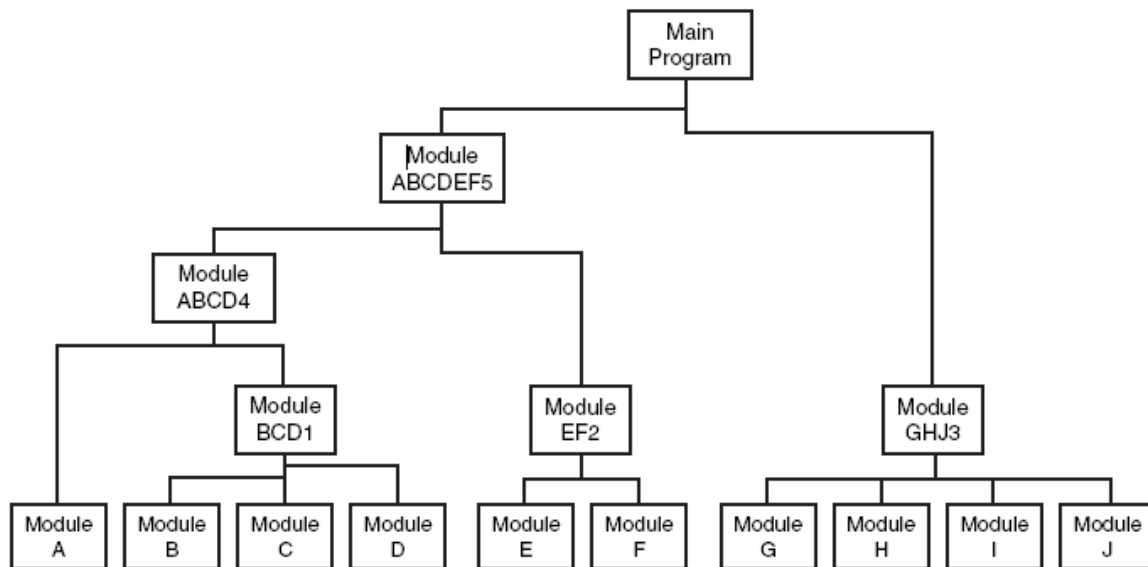 Main
Program
Module
ABCDEF5
Module
ABCD4
Module
BCD1
Module
EF2
Module
GHJ3
Module
A
Module
B
Module
C
Module
D
Module
E
Module
F
Module
G
Module
H
Module
I
Module
J